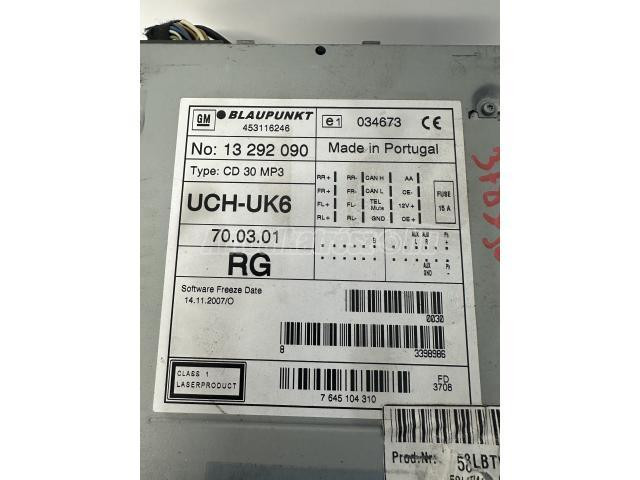 GM BLAUPUNKT
453116246
e1 034673 CE
No: 13 292 090
Made in Portugal
Type: CD 30 MP3
UCH-UK6
70.03.01
RG
RR+ RR- CAN H AA
FR+ FR- CAN L CE-
FL+ FL- TEL Mute 12V+
RL+ RL- GND CE+
FUSE
15 A
AUX L AUX R
AUX GND
Software Freeze Date
14.11.2007/O
0030
8 3398986
CLASS 1
LASERPRODUCT
7 645 104 310
FD
3708
Prod.Nr: